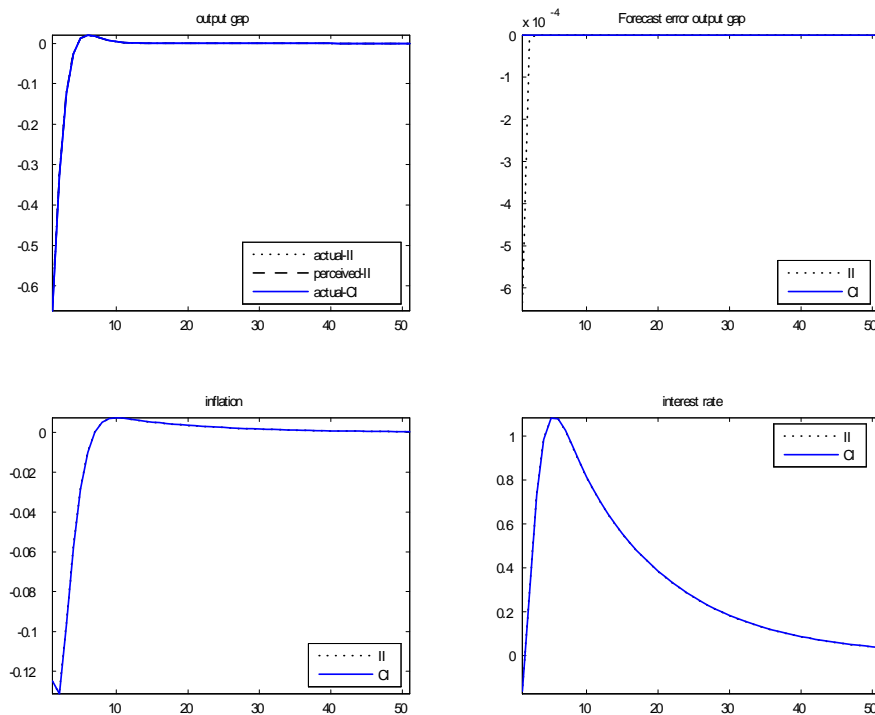 output gap
0
-0.1
-0.2
-0.3
-0.4
-0.5
-0.6
10 20 30 40 50
actual-II
perceived-II
actual-CI
Forecast error output gap
x 10 -4
0
-1
-2
-3
-4
-5
-6
10 20 30 40 50
II
CI
inflation
0
-0.02
-0.04
-0.06
-0.08
-0.1
-0.12
10 20 30 40 50
II
CI
interest rate
1
0.8
0.6
0.4
0.2
0
10 20 30 40 50
II
CI